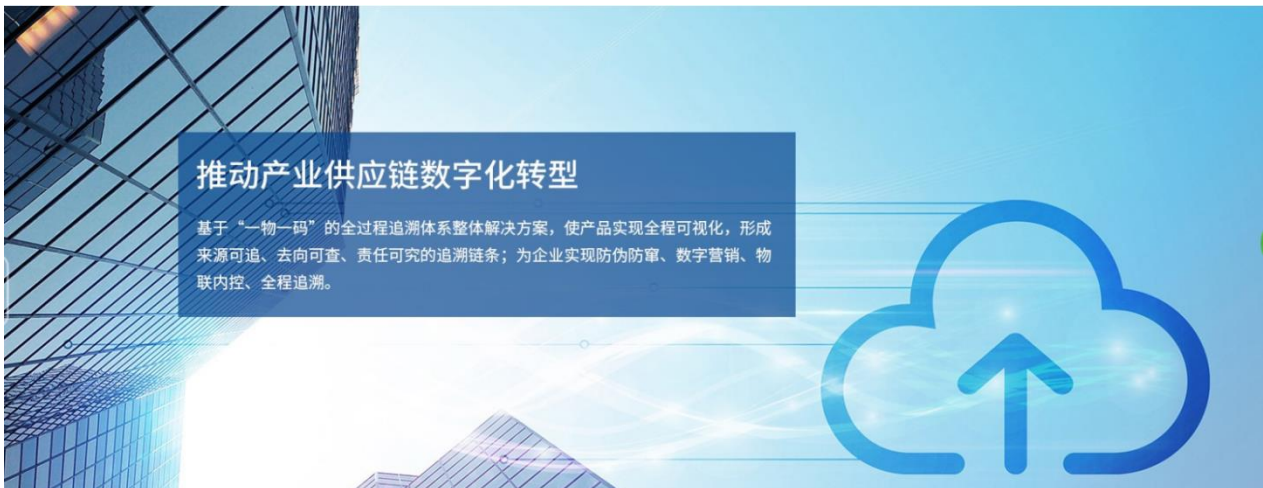 推动产业供应链数字化转型
基于“一物一码”的全过程追溯体系整体解决方案，使产品实现全程可视化，形成
来源可追、去向可查、责任可究的追溯链条；为企业实现防伪防窜、数字营销、物
联内控、全程追溯。